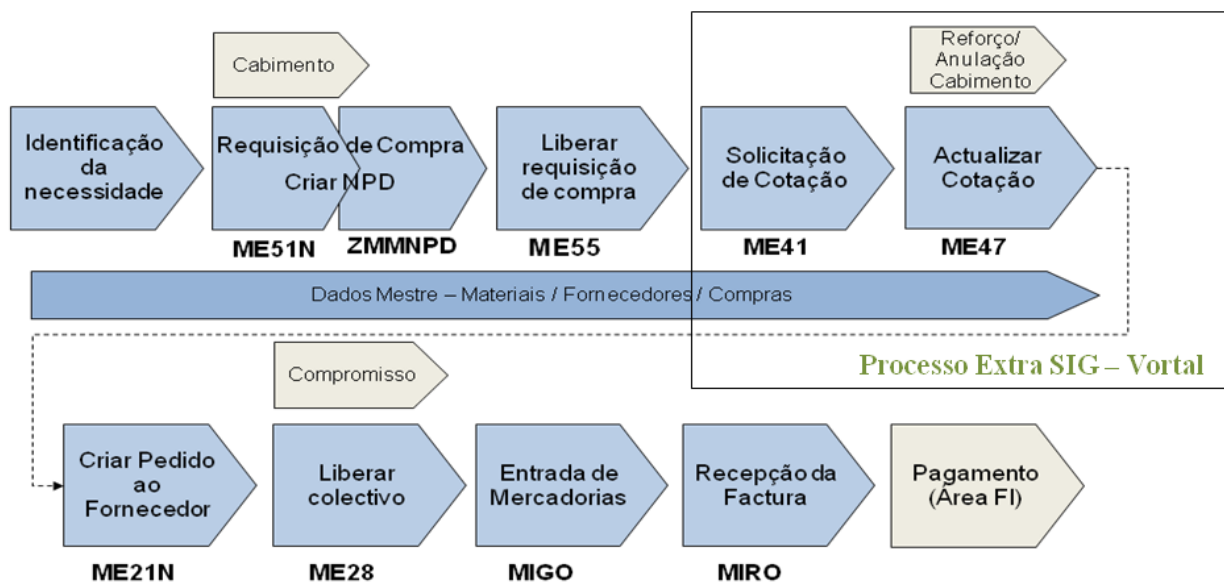 Cabimento
Reforço/
Anulação
Cabimento
Identificação
da
necessidade
Requisição de Compra
Criar NPD
Liberar
requisição
de compra
Solicitação
de Cotação
Actualizar
Cotação
ME51N
ZMMNPD
ME55
ME41
ME47
Dados Mestre – Materiais / Fornecedores / Compras
Processo Extra SIG – Vortal
Compromisso
Criar Pedido
ao
Fornecedor
Liberar
colectivo
Entrada de
Mercadorias
Recepção da
Factura
Pagamento
(Área FI)
ME21N
ME28
MIGO
MIRO